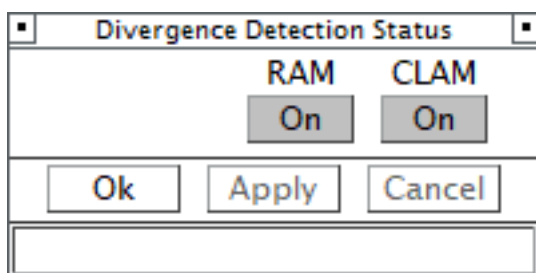 Divergence Detection Status
RAM CLAM
On On
Ok Apply Cancel